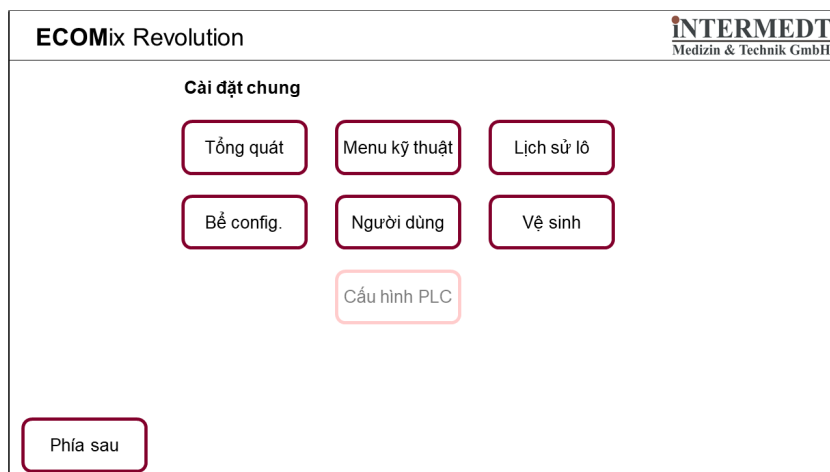 ECOMix Revolution
iNTERMEDT
Medizin & Technik GmbH
Cài đặt chung
Tổng quát
Menu kỹ thuật
Lịch sử lô
Bể config.
Người dùng
Vệ sinh
Cấu hình PLC
Phía sau